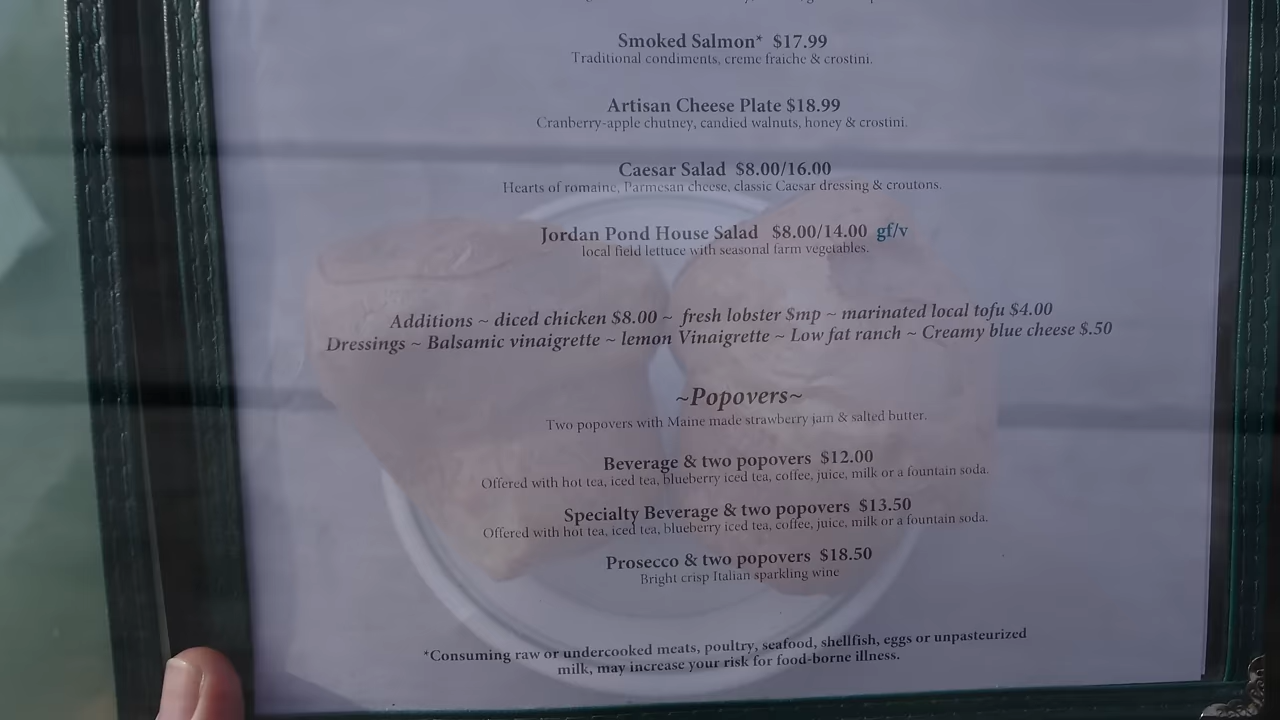 Smoked Salmon* $17.99
Traditional condiments, creme fraiche & crostini.
Artisan Cheese Plate $18.99
Cranberry-apple chutney, candied walnuts, honey & crostini.
Caesar Salad $8.00/16.00
Hearts of romaine, Parmesan cheese, classic Caesar dressing & croutons.
Jordan Pond House Salad $8.00/14.00 gf/v
local field lettuce with seasonal farm vegetables.
Additions ~ diced chicken $8.00 ~ fresh lobster $mp ~ marinated local tofu $4.00
Dressings ~ Balsamic vinaigrette ~ lemon Vinaigrette ~ Low fat ranch ~ Creamy blue cheese $.50
~Popovers~
Two popovers with Maine made strawberry jam & salted butter.
Beverage & two popovers $12.00
Offered with hot tea, iced tea, blueberry iced tea, coffee, juice, milk or a fountain soda.
Specialty Beverage & two popovers $13.50
Offered with hot tea, iced tea, blueberry iced tea, coffee, juice, milk or a fountain soda.
Prosecco & two popovers $18.50
Bright crisp Italian sparkling wine
*Consuming raw or undercooked meats, poultry, seafood, shellfish, eggs or unpasteurized
milk, may increase your risk for food-borne illness.